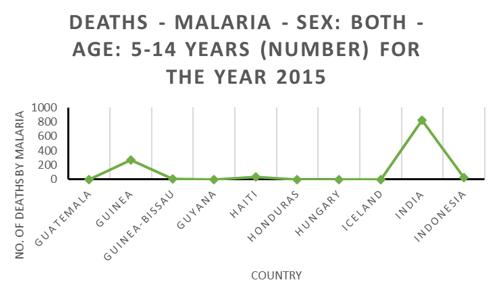 DEATHS - MALARIA - SEX: BOTH -
AGE: 5-14 YEARS (NUMBER) FOR
THE YEAR 2015
NO. OF DEATHS BY MALARIA
1000
800
600
400
200
0
GUATEMALA
GUINEA
GUINEA-BISSAU
GUYANA
HAITI
HONDURAS
HUNGARY
ICELAND
INDIA
INDONESIA
COUNTRY